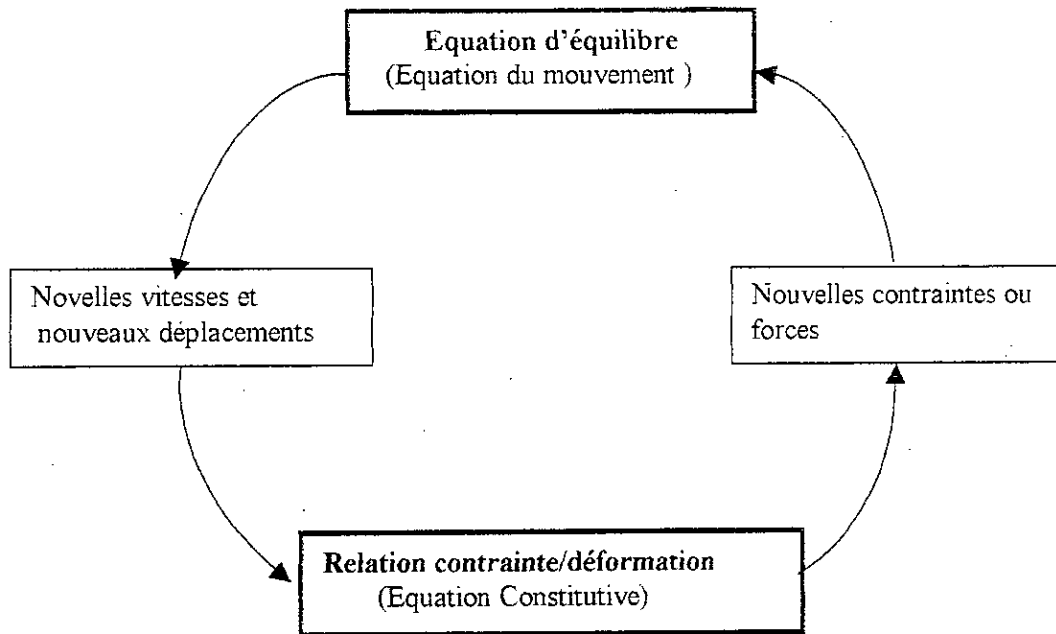 Equation d'équilibre
(Equation du mouvement )
Novelles vitesses et
nouveaux déplacements
Nouvelles contraintes ou
forces
Relation contrainte/déformation
(Equation Constitutive)